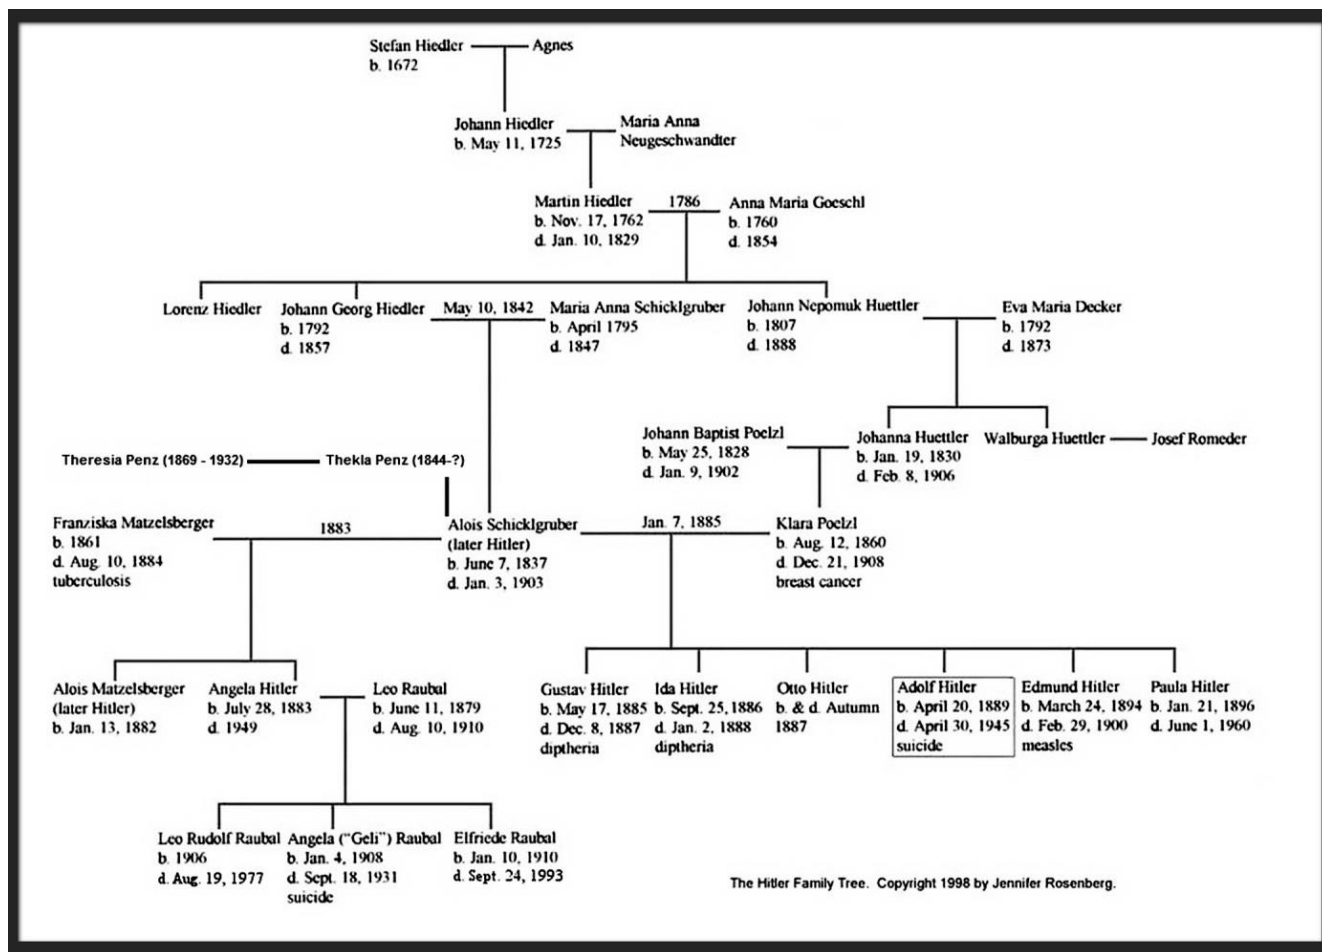 Stefan Hiedler
b. 1672
Agnes
Johann Hiedler
b. May 11, 1725
Maria Anna
Neugeschwandter
Martin Hiedler
b. Nov. 17, 1762
d. Jan. 10, 1829
1786
Anna Maria Goeschl
b. 1760
d. 1854
Lorenz Hiedler
Johann Georg Hiedler
b. 1792
d. 1857
May 10, 1842
Maria Anna Schicklgruber
b. April 1795
d. 1847
Johann Nepomuk Huettler
b. 1807
d. 1888
Eva Maria Decker
b. 1792
d. 1873
Johann Baptist Poelzl
b. May 25, 1828
d. Jan. 9, 1902
Johanna Huettler
b. Jan. 19, 1830
d. Feb. 8, 1906
Walburga Huettler
Josef Romeder
Theresia Penz (1869 - 1932)
Thekla Penz (1844-?)
Franziska Matzelsberger
b. 1861
d. Aug. 10, 1884
tuberculosis
1883
Alois Schicklgruber
(later Hitler)
b. June 7, 1837
d. Jan. 3, 1903
Jan. 7, 1885
Klara Poelzl
b. Aug. 12, 1860
d. Dec. 21, 1908
breast cancer
Alois Matzelsberger
(later Hitler)
b. Jan. 13, 1882
Angela Hitler
b. July 28, 1883
d. 1949
Leo Raubal
b. June 11, 1879
d. Aug. 10, 1910
Gustav Hitler
b. May 17, 1885
d. Dec. 8, 1887
diptheria
Ida Hitler
b. Sept. 25, 1886
d. Jan. 2, 1888
diptheria
Otto Hitler
b. & d. Autumn
1887
Adolf Hitler
b. April 20, 1889
d. April 30, 1945
suicide
Edmund Hitler
b. March 24, 1894
d. Feb. 29, 1900
measles
Paula Hitler
b. Jan. 21, 1896
d. June 1, 1960
Leo Rudolf Raubal
b. 1906
d. Aug. 19, 1977
Angela ("Geli") Raubal
b. Jan. 4, 1908
d. Sept. 18, 1931
suicide
Elfriede Raubal
b. Jan. 10, 1910
d. Sept. 24, 1993
The Hitler Family Tree. Copyright 1998 by Jennifer Rosenberg.